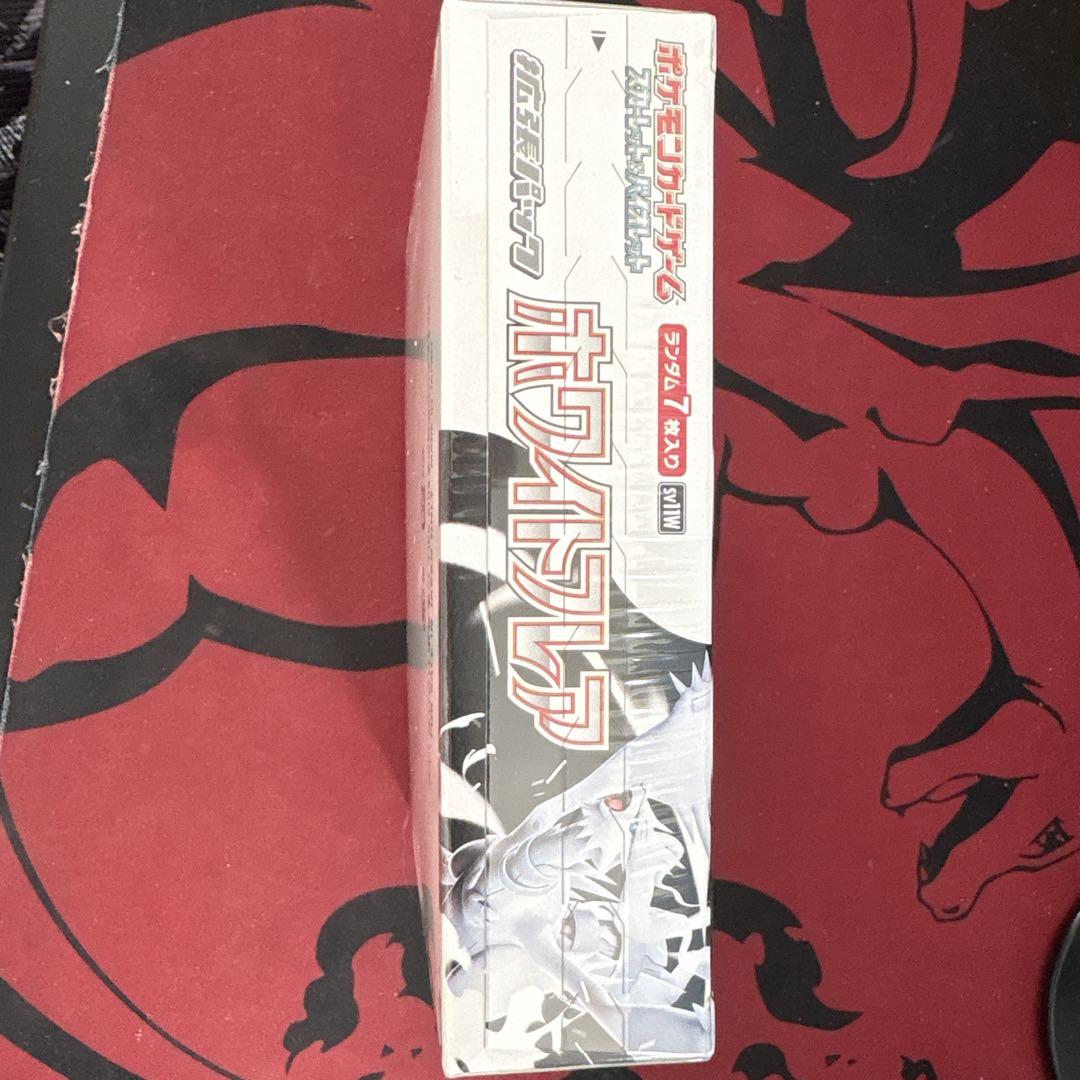 ポケモンカードゲーム
スカーレット&バイオレット
ランダム7枚入り
SV11W
拡張パック
ホワイトフレア